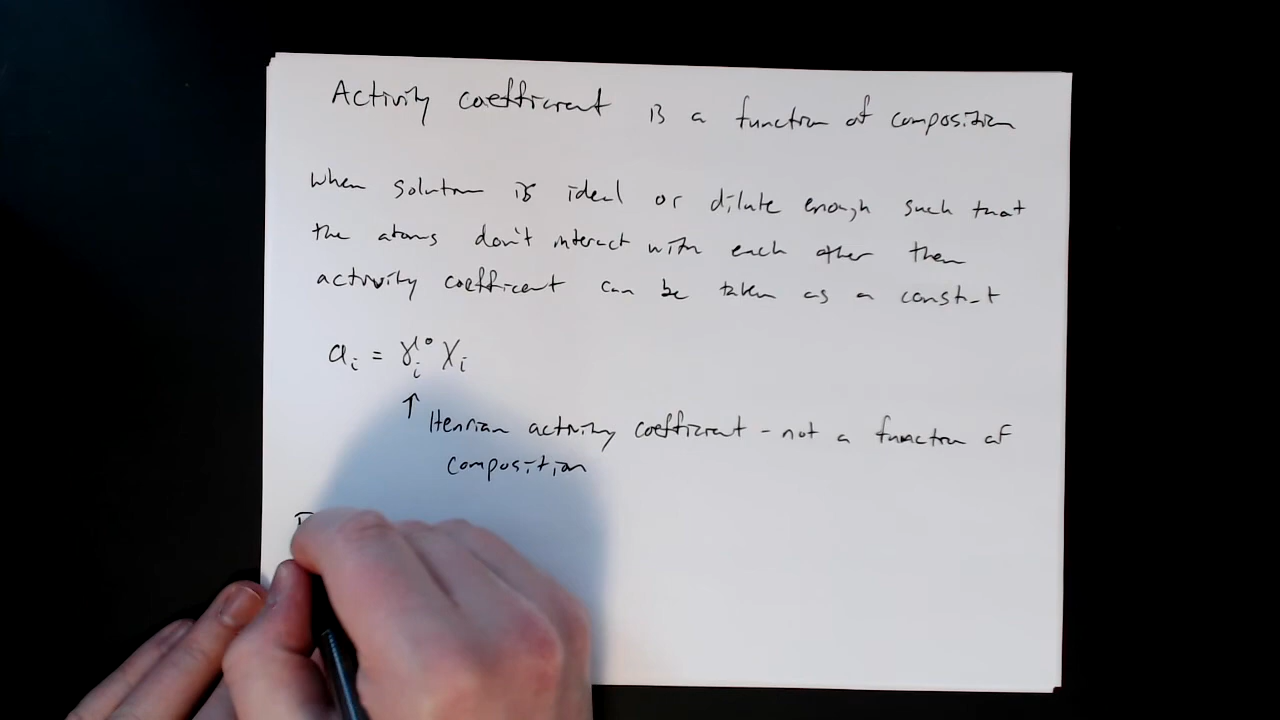 Activity coefficient is a function of composition
When solution is ideal or dilute enough such that
the atoms don't interact with each other then
activity coefficient can be taken as a constant
aᵢ = γᵢ° Xᵢ
↑ Henrian activity coefficient - not a function of
composition